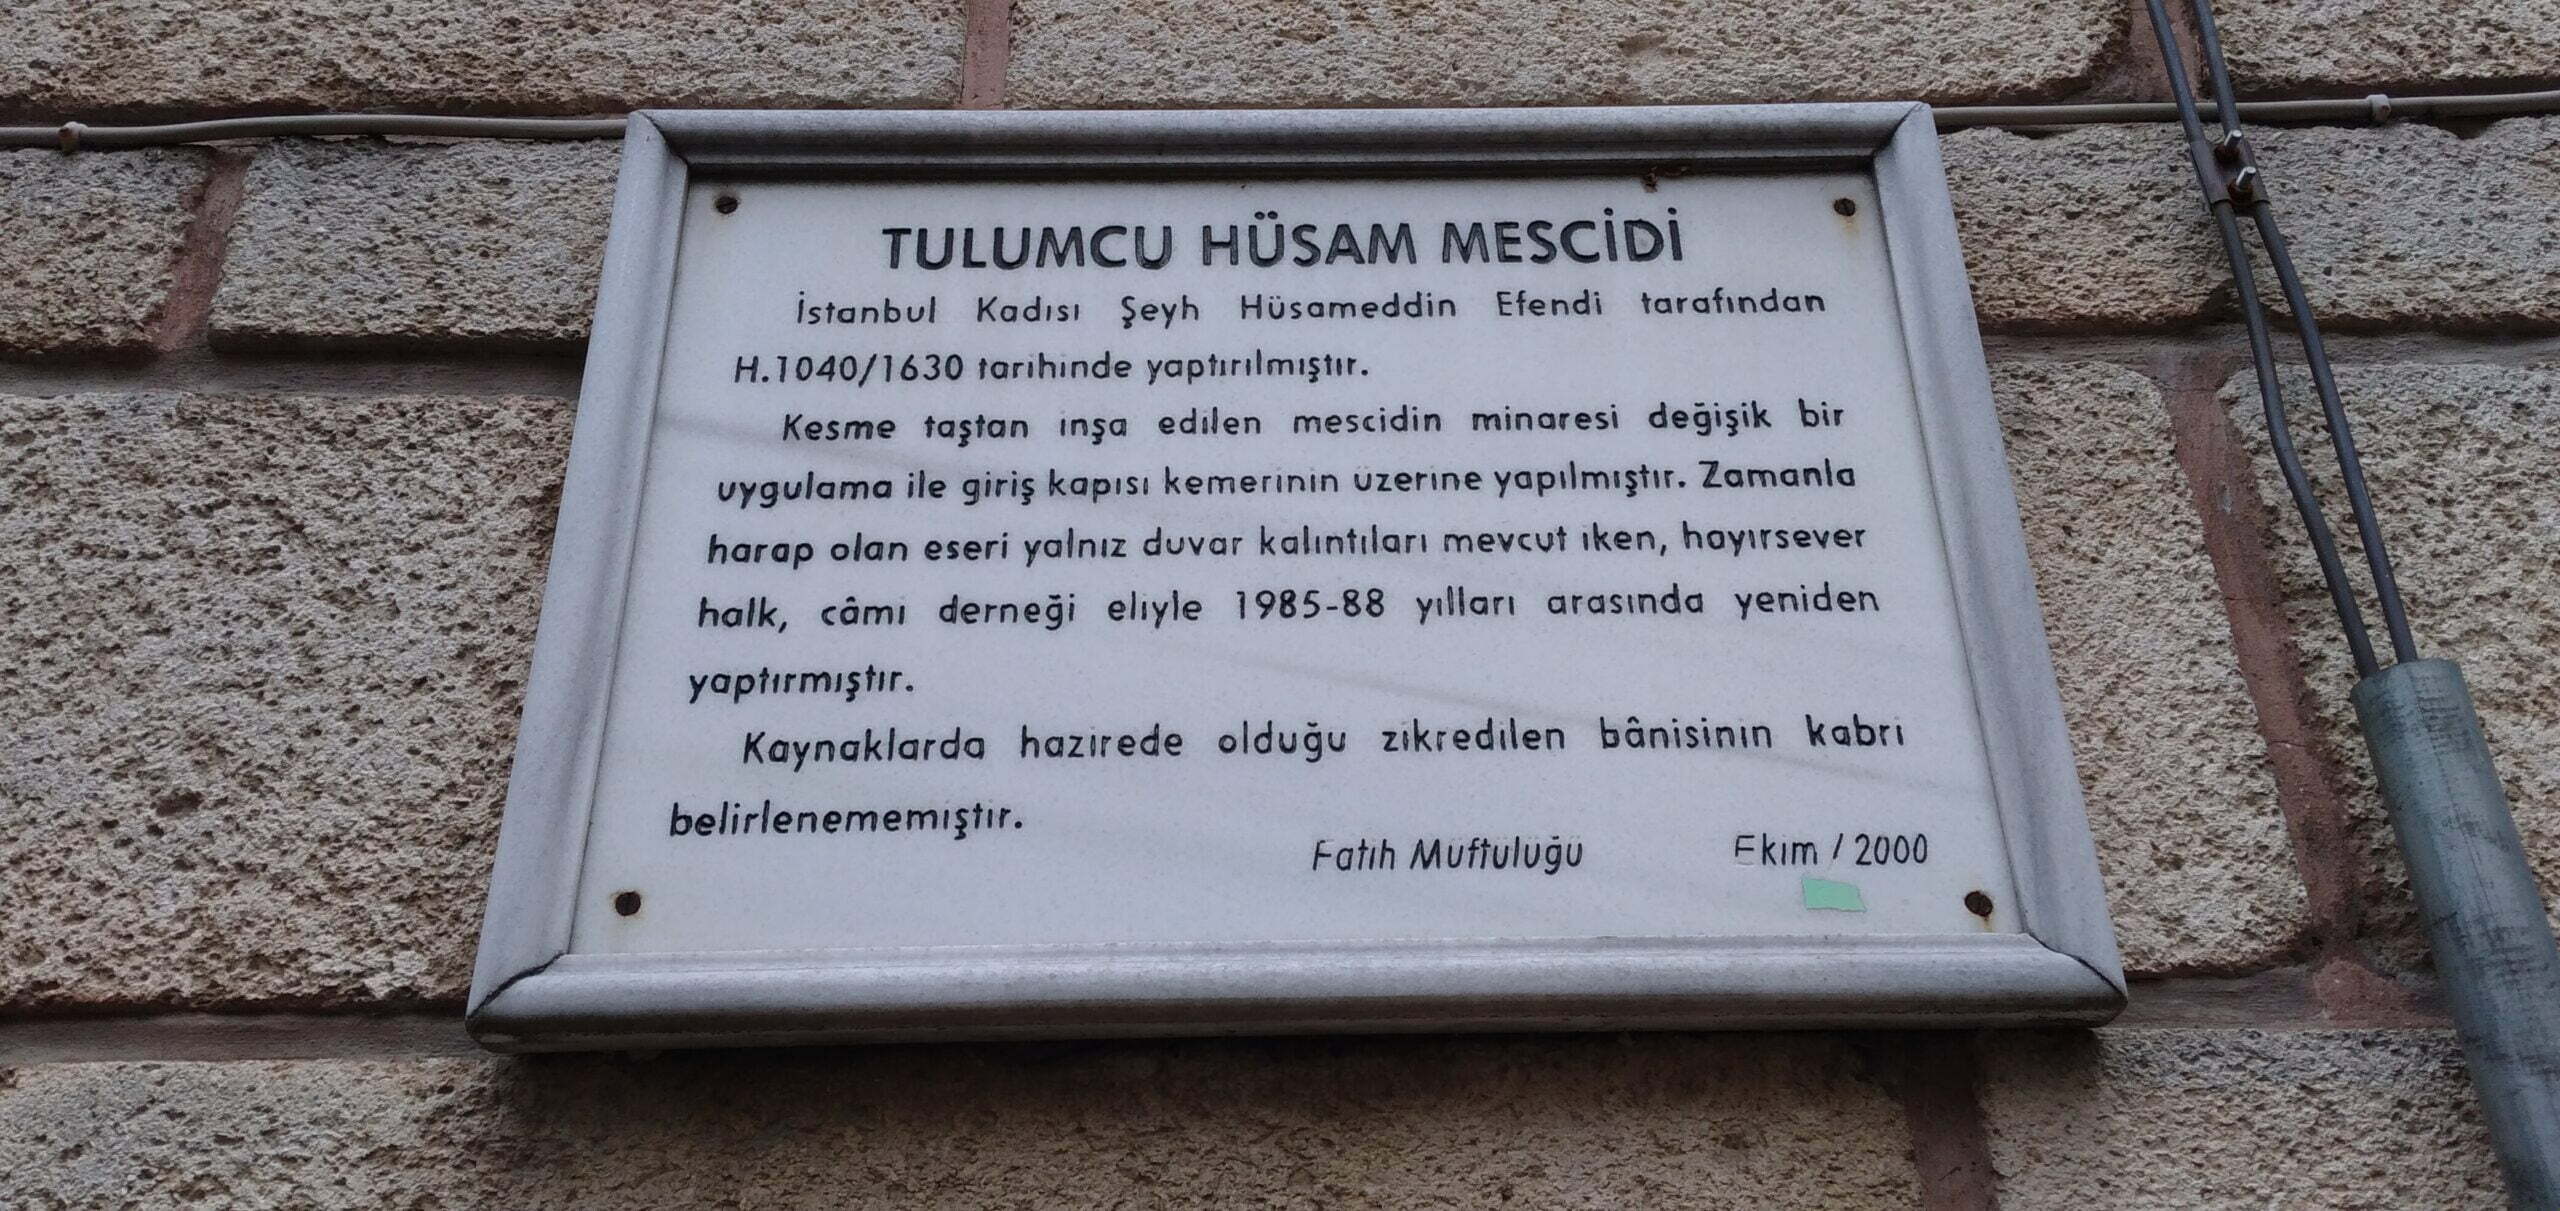 TULUMCU HÜSAM MESCİDİ
İstanbul Kadısı Şeyh Hüsameddin Efendi tarafından
H.1040/1630 tarihinde yaptırılmıştır.
Kesme taştan inşa edilen mescidin minaresi değişik bir
uygulama ile giriş kapısı kemerinin üzerine yapılmıştır. Zamanla
harap olan eseri yalnız duvar kalıntıları mevcut iken, hayırsever
halk, câmi derneği eliyle 1985-88 yılları arasında yeniden
yaptırmıştır.
Kaynaklarda hazirede olduğu zikredilen bânisinin kabri
belirlenememiştir.
Fatih Müftülüğü Ekim / 2000